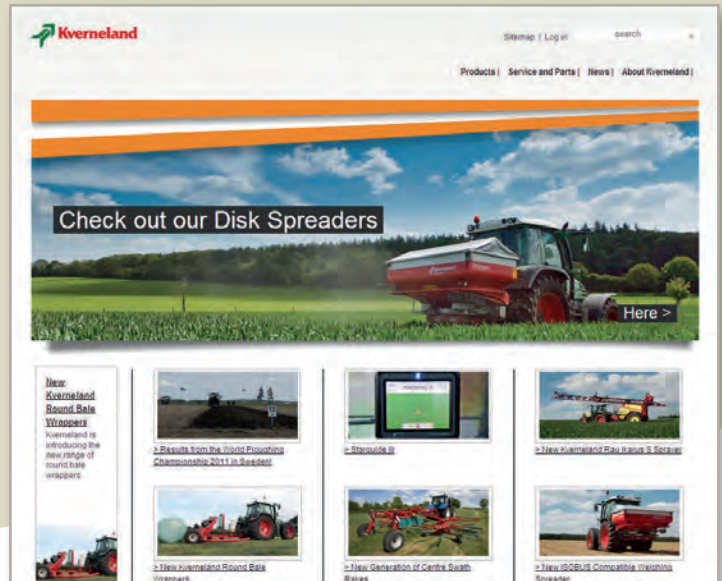 Kverneland
Sitemap | Log in
search
Products | Service and Parts | News | About Kverneland |
Check out our Disk Spreaders
Here >
New
Kverneland
Round Bale
Wrappers
Kverneland is
introducing the
new range of
round bale
wrappers
> Results from the World Ploughing
Championship 2011 in Sweden!
> Starguide III
> New Kverneland Rau Ikarus S Sprayer
> New Kverneland Round Bale
Wrappers
> New Generation of Centre Swath
Rakes
> New ISOBUS Compatible Weighing
Spreader